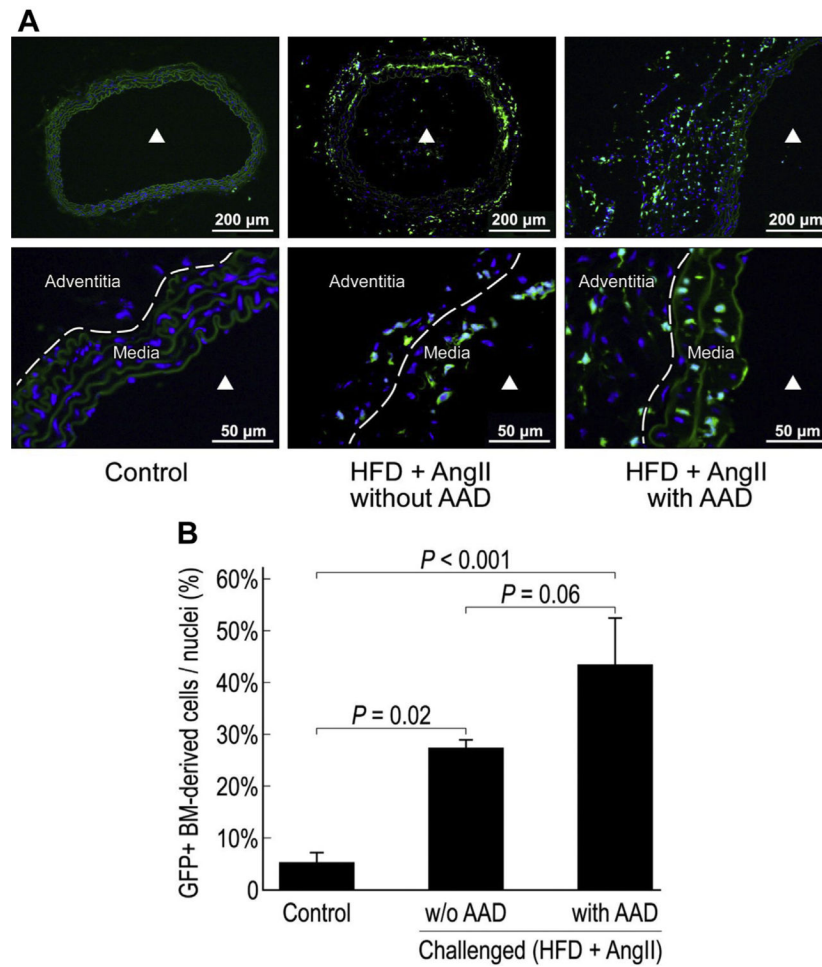 A
200 µm
200 µm
200 µm
Adventitia
Media
50 µm
Adventitia
Media
50 µm
Adventitia
Media
50 µm
Control
HFD + AngII
without AAD
HFD + AngII
with AAD
B
GFP+ BM-derived cells / nuclei (%)
60%
50%
40%
30%
20%
10%
0
P < 0.001
P = 0.06
P = 0.02
Control
w/o AAD
with AAD
Challenged (HFD + AngII)